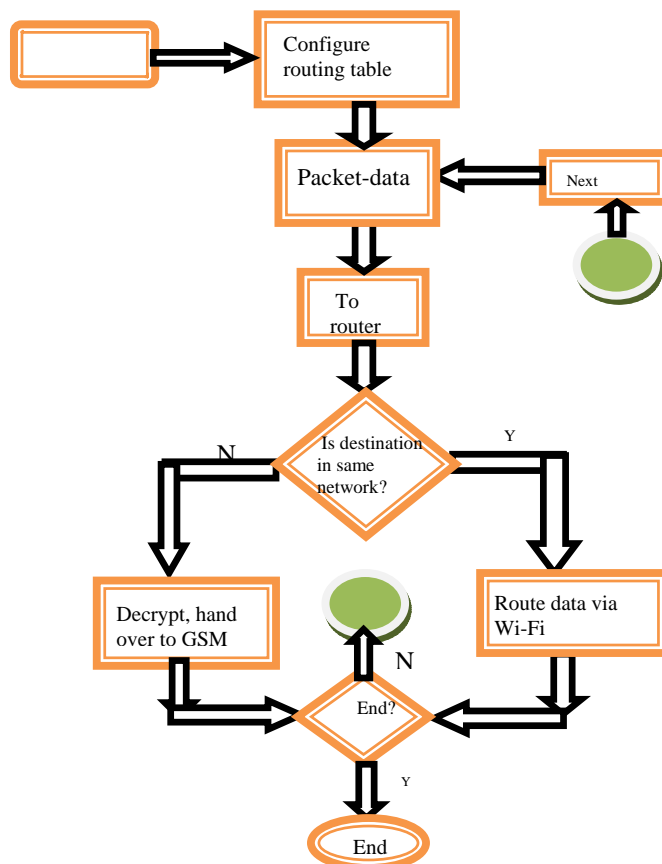 Configure
routing table
Packet-data
Next
To
router
Is destination
in same
network?
N
Y
Decrypt, hand
over to GSM
Route data via
Wi-Fi
N
End?
Y
End